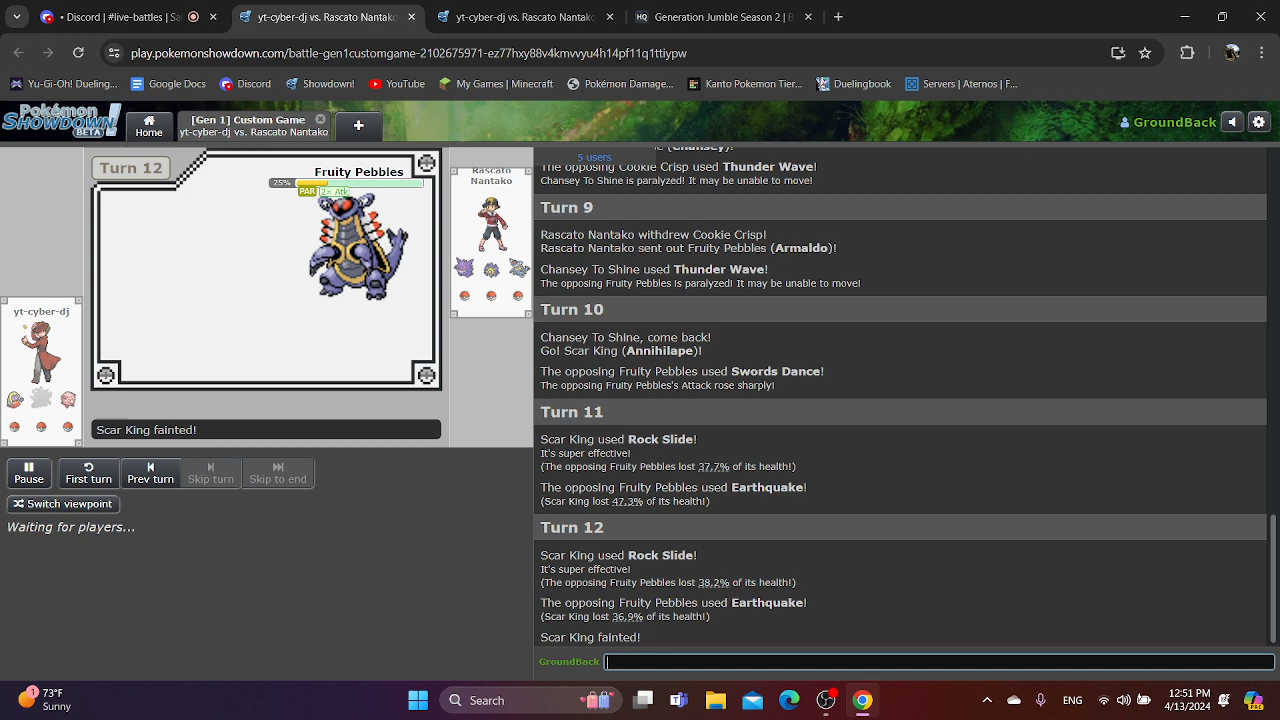 Discord | #live-battles | Sa
yt-cyber-dj vs. Rascato Nantako
yt-cyber-dj vs. Rascato Nantako
HQ Generation Jumble Season 2 | B
play.pokemonshowdown.com/battle-gen1customgame-2102675971-ez77hxy88v4kmvvyu4h14pf11q1ttiypw
Yu-Gi-Oh! Dueling...
Google Docs
Discord
Showdown!
YouTube
My Games | Minecraft
Pokémon Damage...
Kanto Pokemon Tier...
Duelingbook
Servers | Aternos | F...
Pokémon Showdown! BETA
Home
[Gen 1] Custom Game
yt-cyber-dj vs. Rascato Nantako
GroundBack
Turn 12
Fruity Pebbles
25%
PAR 2× Atk
Rascato
Nantako
yt-cyber-dj
Scar King fainted!
Pause
First turn
Prev turn
Skip turn
Skip to end
Switch viewpoint
Waiting for players...
5 users
The opposing Cookie Crisp used Thunder Wave!
Chansey To Shine is paralyzed! It may be unable to move!
Turn 9
Rascato Nantako withdrew Cookie Crisp!
Rascato Nantako sent out Fruity Pebbles (Armaldo)!
Chansey To Shine used Thunder Wave!
The opposing Fruity Pebbles is paralyzed! It may be unable to move!
Turn 10
Chansey To Shine, come back!
Go! Scar King (Annihilape)!
The opposing Fruity Pebbles used Swords Dance!
The opposing Fruity Pebbles's Attack rose sharply!
Turn 11
Scar King used Rock Slide!
It's super effective!
(The opposing Fruity Pebbles lost 37.7% of its health!)
The opposing Fruity Pebbles used Earthquake!
(Scar King lost 47.3% of its health!)
Turn 12
Scar King used Rock Slide!
It's super effective!
(The opposing Fruity Pebbles lost 38.2% of its health!)
The opposing Fruity Pebbles used Earthquake!
(Scar King lost 36.9% of its health!)
Scar King fainted!
GroundBack
1
73°F
Sunny
Search
ENG
12:51 PM
4/13/2024
PRE